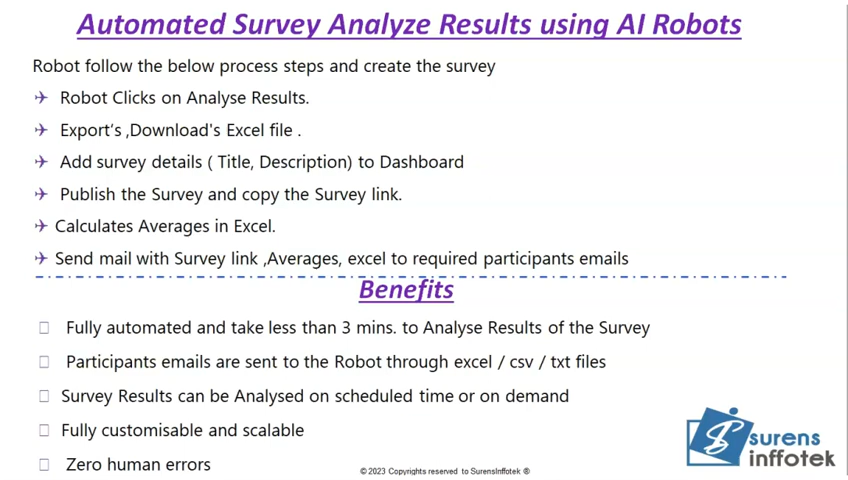 Automated Survey Analyze Results using AI Robots
Robot follow the below process steps and create the survey
Robot Clicks on Analyse Results.
Export's ,Download's Excel file .
Add survey details ( Title, Description) to Dashboard
Publish the Survey and copy the Survey link.
Calculates Averages in Excel.
Send mail with Survey link ,Averages, excel to required participants emails
Benefits
Fully automated and take less than 3 mins. to Analyse Results of the Survey
Participants emails are sent to the Robot through excel / csv / txt files
Survey Results can be Analysed on scheduled time or on demand
Fully customisable and scalable
Zero human errors
surens
inffotek
© 2023 Copyrights reserved to SurensInffotek ®